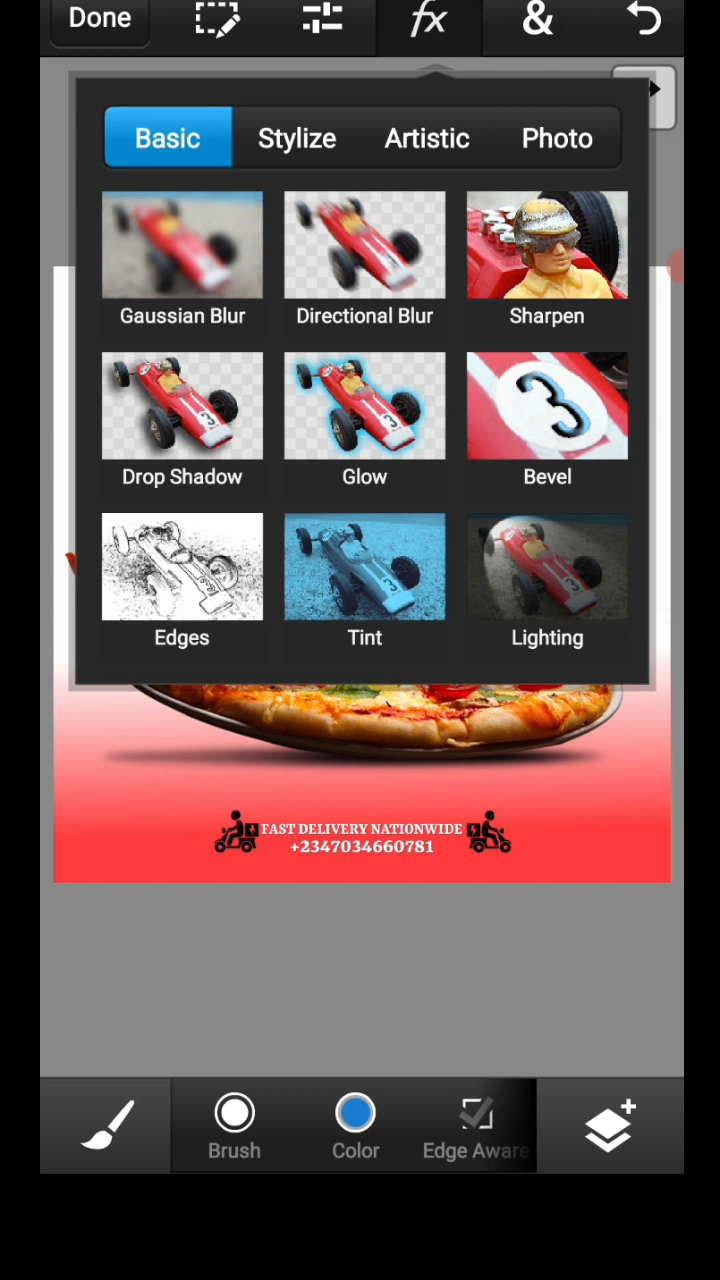 Done fx &
Basic Stylize Artistic Photo
Gaussian Blur Directional Blur Sharpen
Drop Shadow Glow Bevel
Edges Tint Lighting
FAST DELIVERY NATIONWIDE
+2347034660781
Brush Color Edge Aware